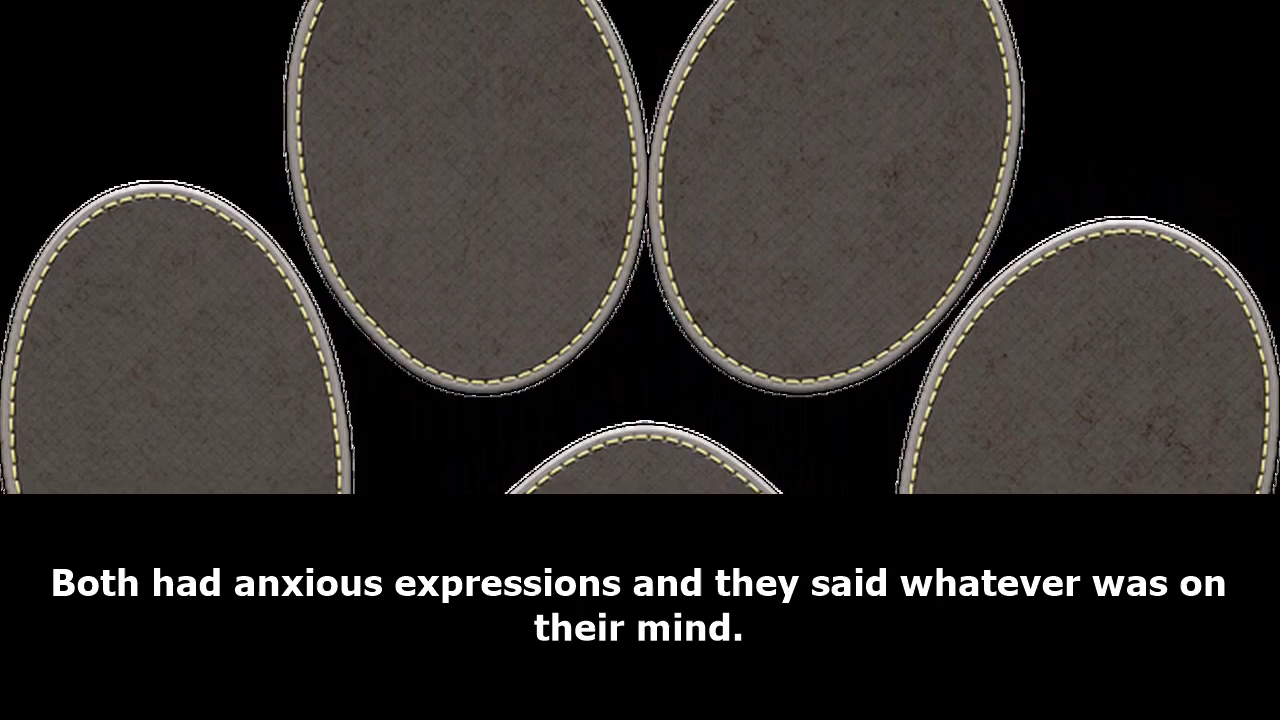 Both had anxious expressions and they said whatever was on
their mind.